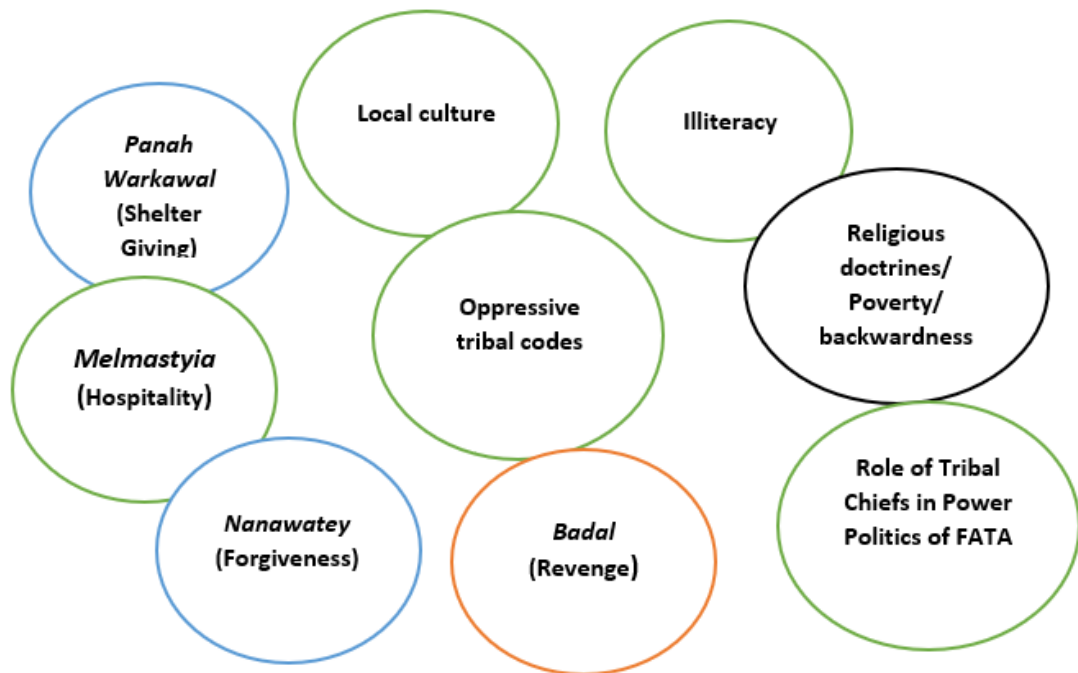 Panah
Warkawal
(Shelter
Giving)
Local culture
Illiteracy
Religious
doctrines/
Poverty/
backwardness
Melmastyia
(Hospitality)
Oppressive
tribal codes
Nanawatey
(Forgiveness)
Badal
(Revenge)
Role of Tribal
Chiefs in Power
Politics of FATA